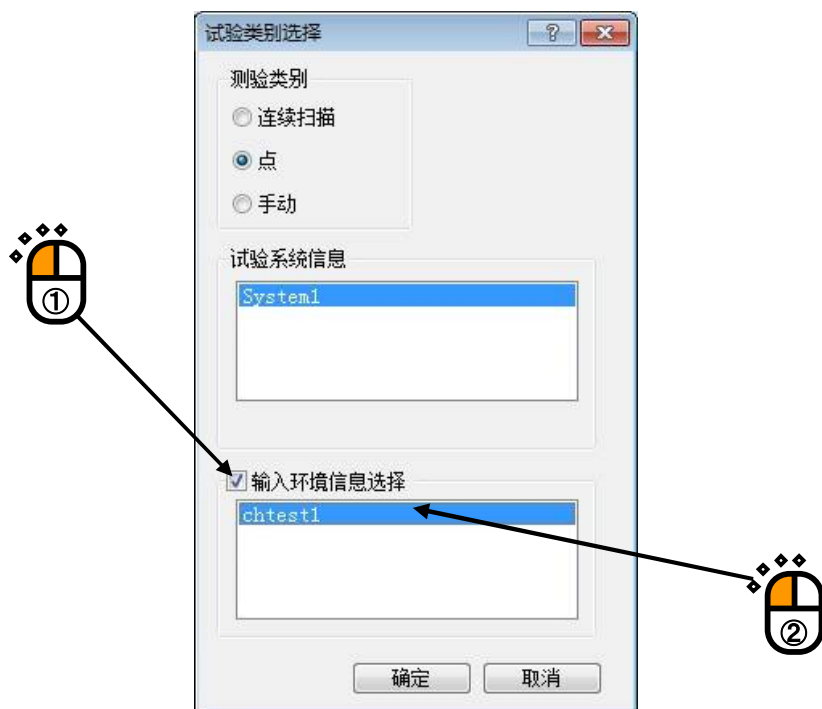 试验类别选择
测验类别
连续扫描
点
手动
试验系统信息
System1
①
输入环境信息选择
chtest1
②
确定
取消